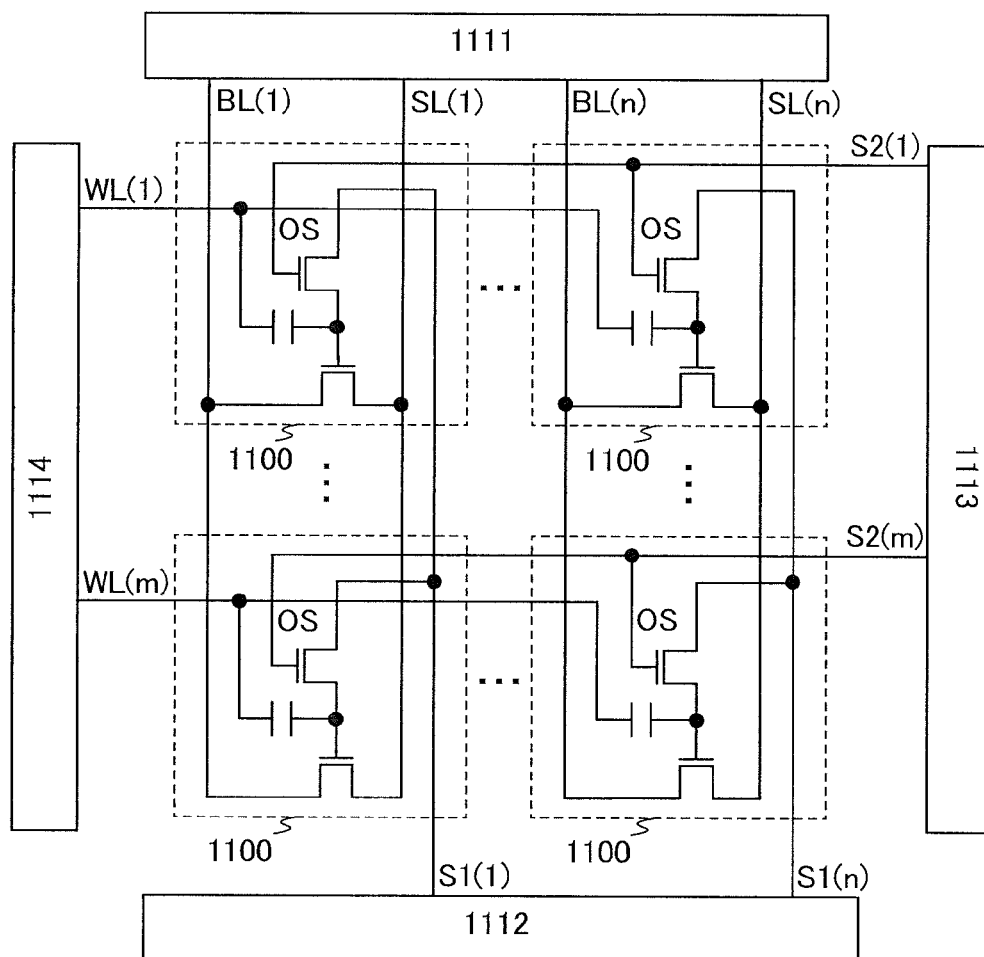 1111
BL(1)
SL(1)
BL(n)
SL(n)
S2(1)
WL(1)
OS
OS
...
1100
1100
1114
1113
S2(m)
WL(m)
OS
OS
...
1100
1100
S1(1)
S1(n)
1112